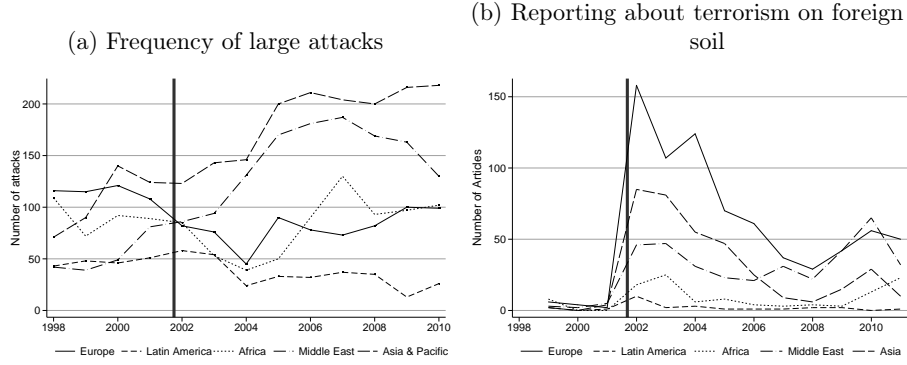 (a) Frequency of large attacks
Number of attacks
200
150
100
50
0
1998 2000 2002 2004 2006 2008 2010
Europe Latin America Africa Middle East Asia & Pacific
(b) Reporting about terrorism on foreign
soil
Number of Articles
150
100
50
0
1998 2000 2002 2004 2006 2008 2010
Europe Latin America Africa Middle East Asia